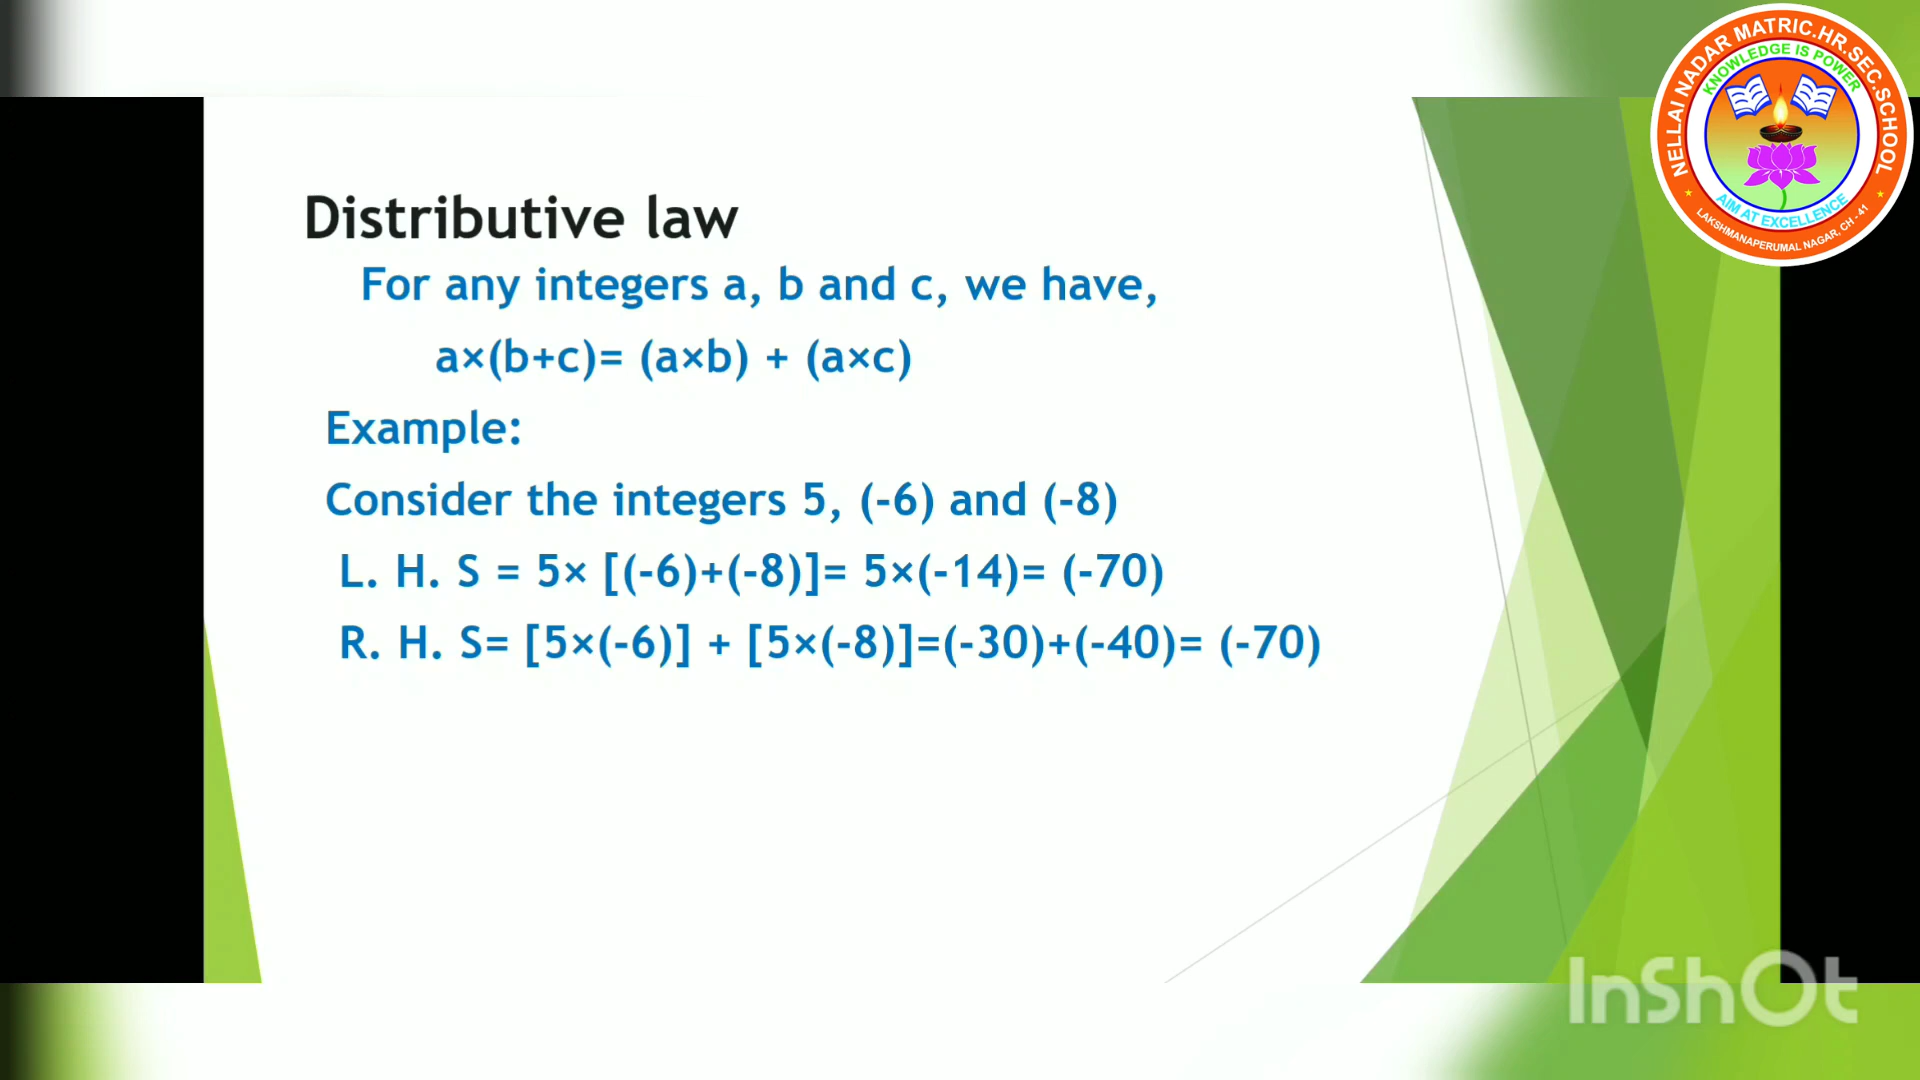 NELLAI NADAR MATRIC.HR.SEC.SCHOOL
KNOWLEDGE IS POWER
AIM AT EXCELLENCE
LAKSHMANAPERUMAL NAGAR, CH - 41
Distributive law
For any integers a, b and c, we have,
a×(b+c)= (a×b) + (a×c)
Example:
Consider the integers 5, (-6) and (-8)
L. H. S = 5× [(-6)+(-8)]= 5×(-14)= (-70)
R. H. S= [5×(-6)] + [5×(-8)]=(-30)+(-40)= (-70)
InShOt